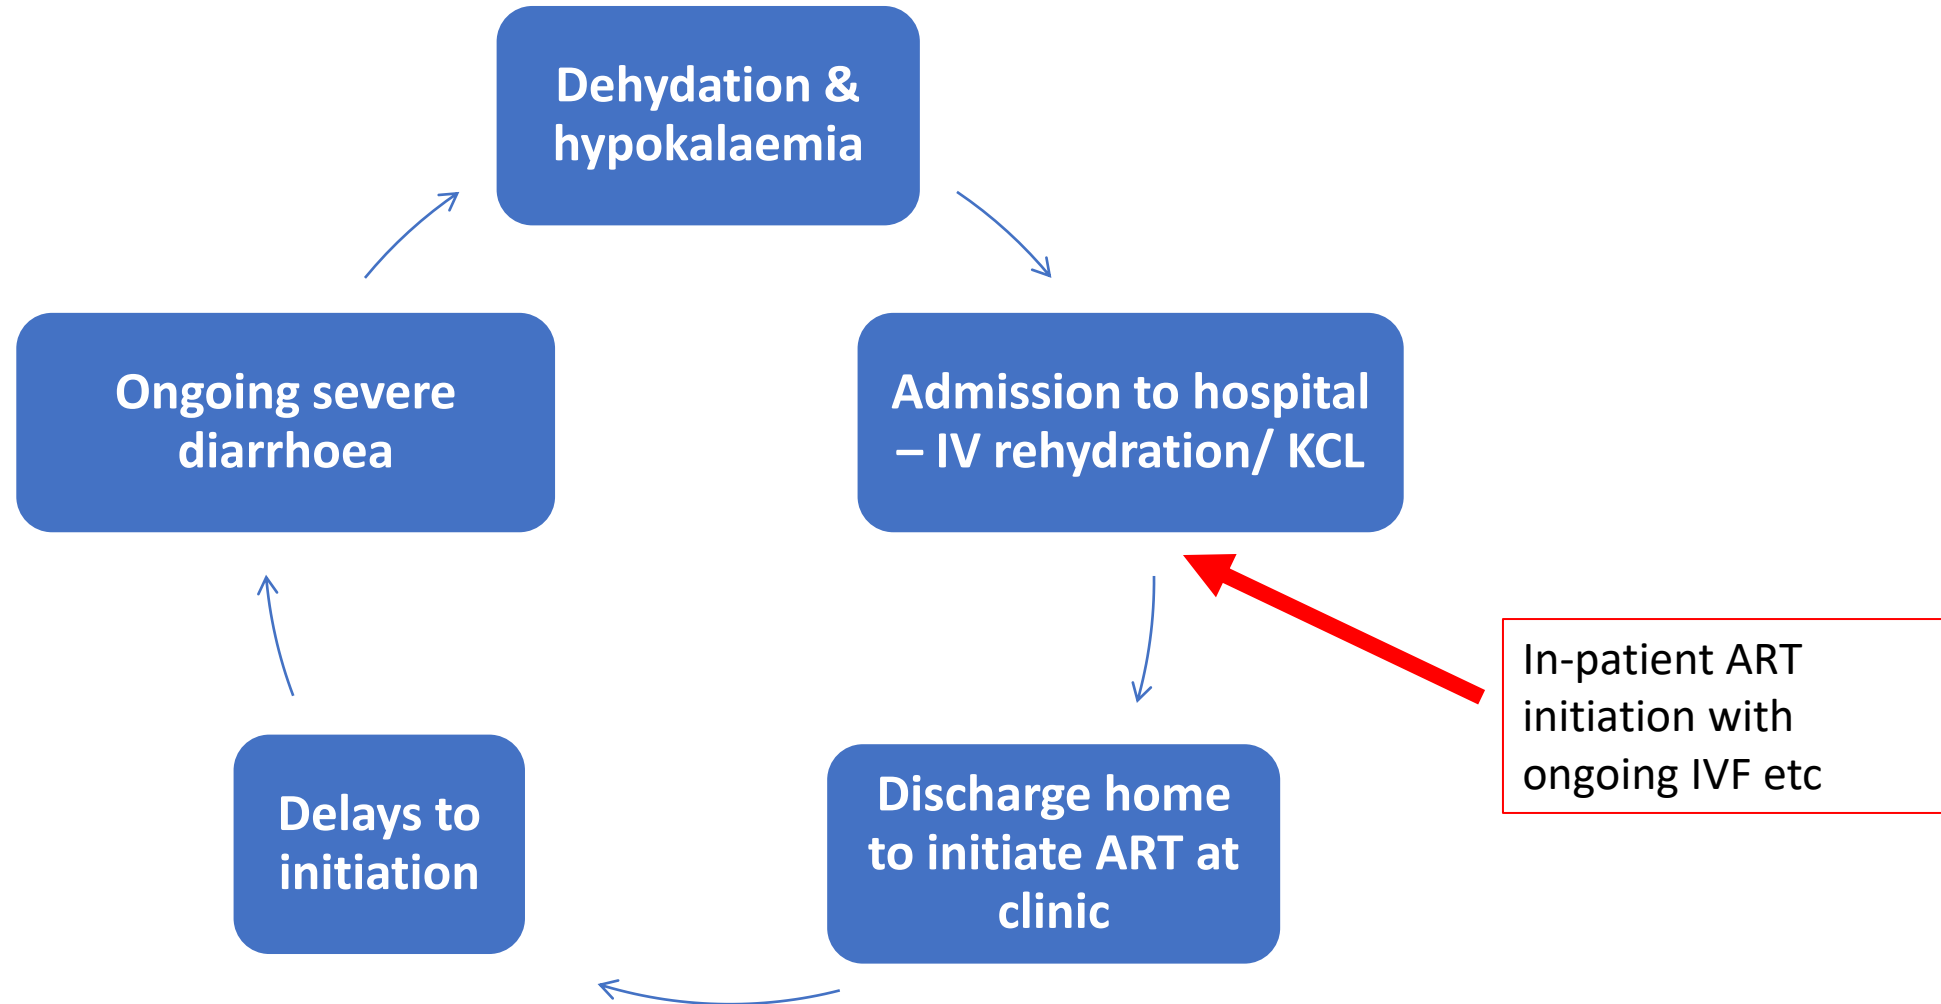 Dehydation &
hypokalaemia
Ongoing severe
diarrhoea
Admission to hospital
– IV rehydration/ KCL
In-patient ART
initiation with
ongoing IVF etc
Delays to
initiation
Discharge home
to initiate ART at
clinic